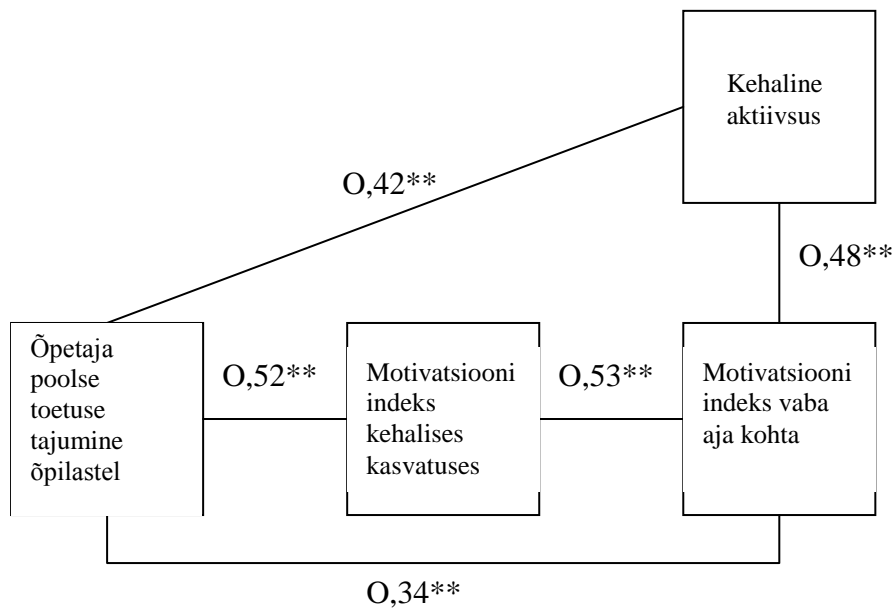 Kehaline
aktiivsus
O,42**
O,48**
Õpetaja
poolse
toetuse
tajumine
õpilastel
O,52**
Motivatsiooni
indeks
kehalises
kasvatuses
O,53**
Motivatsiooni
indeks vaba
aja kohta
O,34**